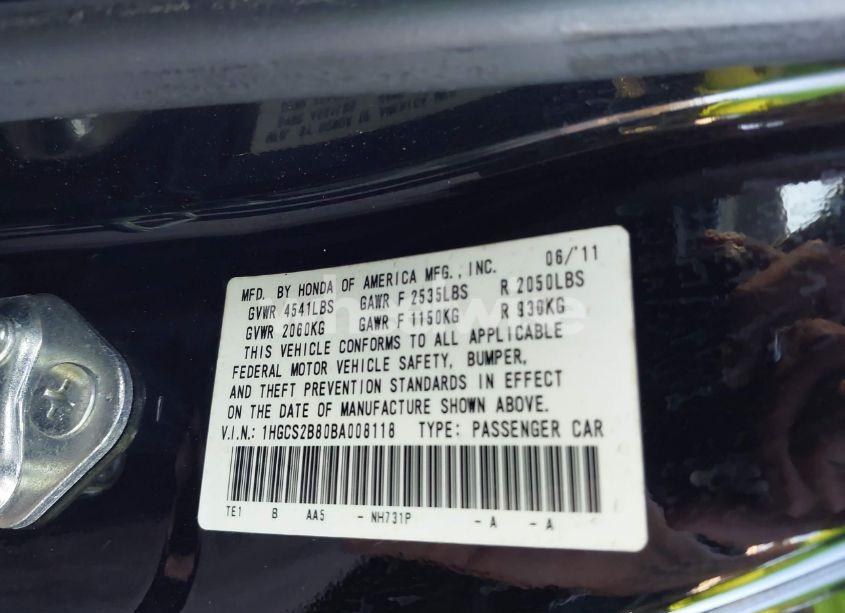 MFD. BY HONDA OF AMERICA MFG., INC. 06/'11
GVWR 4541LBS GAWR F 2535LBS R 2050LBS
GVWR 2060KG GAWR F 1150KG R 930KG
THIS VEHICLE CONFORMS TO ALL APPLICABLE
FEDERAL MOTOR VEHICLE SAFETY, BUMPER,
AND THEFT PREVENTION STANDARDS IN EFFECT
ON THE DATE OF MANUFACTURE SHOWN ABOVE.
V.I.N.: 1HGCS2B80BA008118 TYPE: PASSENGER CAR
TE1 B AA5 - NH731P - A - A